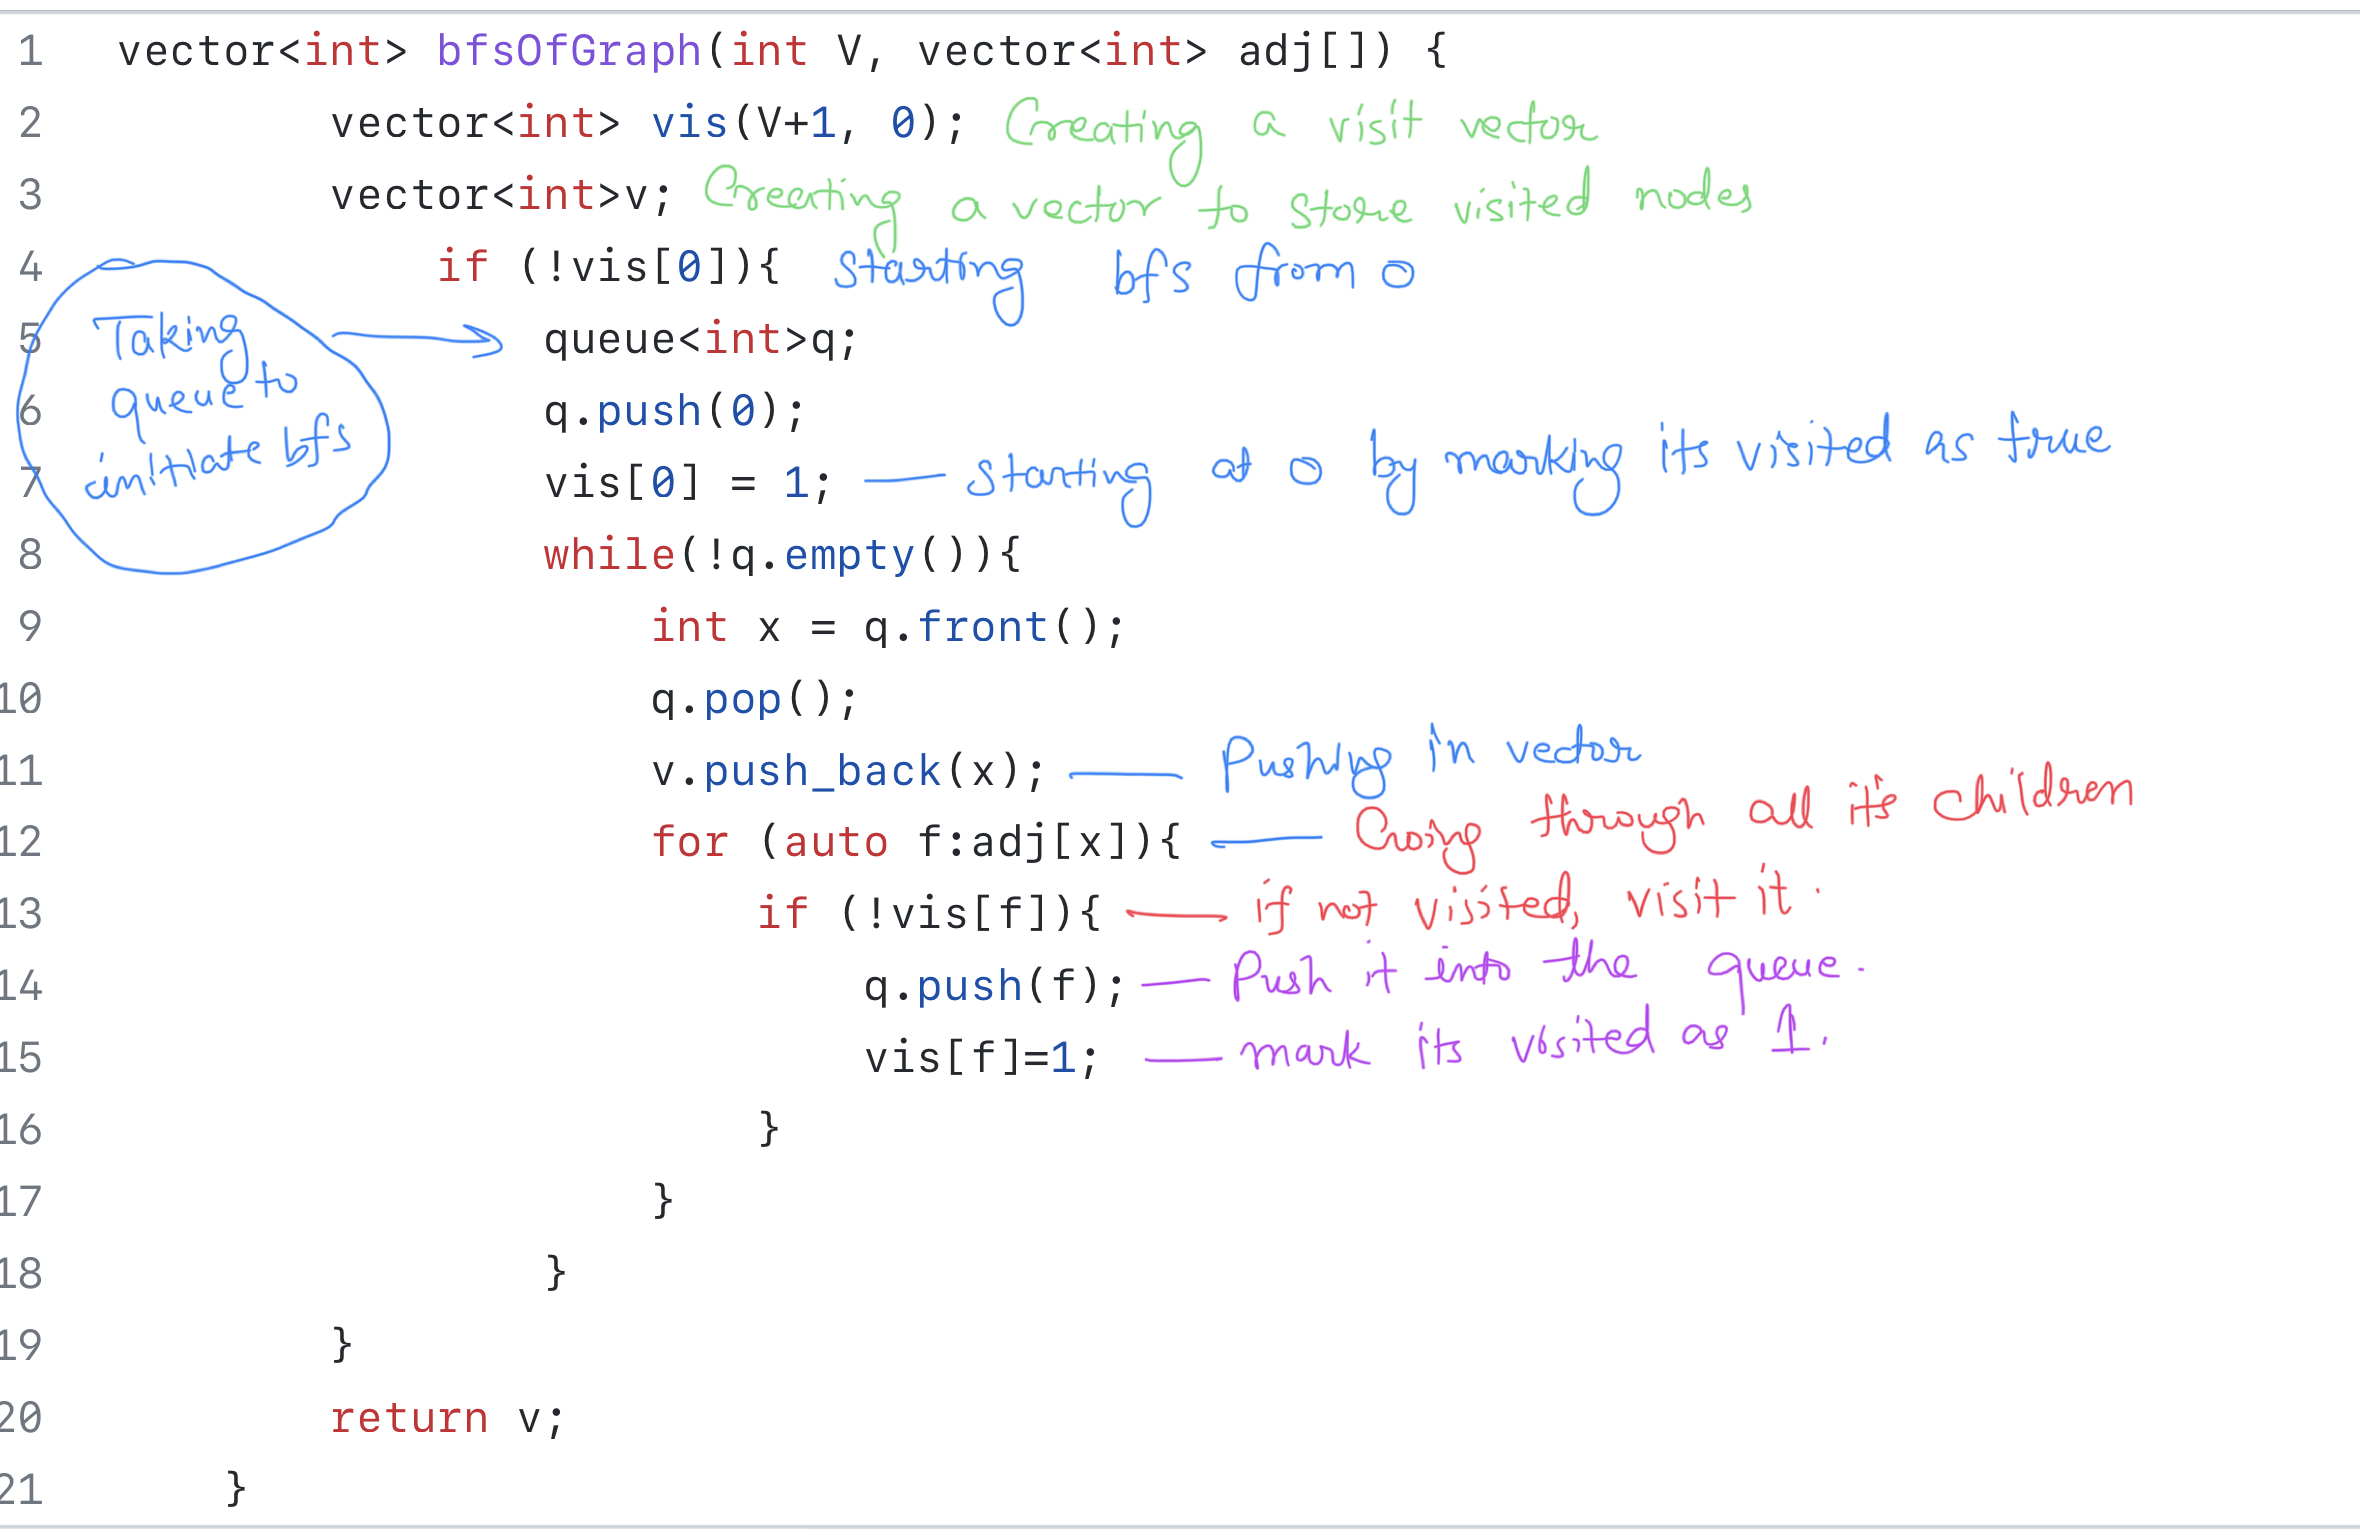 1 vector<int> bfsOfGraph(int V, vector<int> adj[]) {
2 vector<int> vis(V+1, 0); Creating a visit vector
3 vector<int>v; Creating a vector to store visited nodes
4 if (!vis[0]){ starting bfs from 0
Taking queue to initiate bfs
5 queue<int>q;
6 q.push(0);
7 vis[0] = 1; — starting at 0 by marking its visited as true
8 while(!q.empty()){
9 int x = q.front();
10 q.pop();
11 v.push_back(x); — Pushing in vector
12 for (auto f:adj[x]){ — Going through all its children
13 if (!vis[f]){ — if not visited, visit it.
14 q.push(f); — Push it into the queue.
15 vis[f]=1; — mark its visited as 1.
16 }
17 }
18 }
19 }
20 return v;
21 }